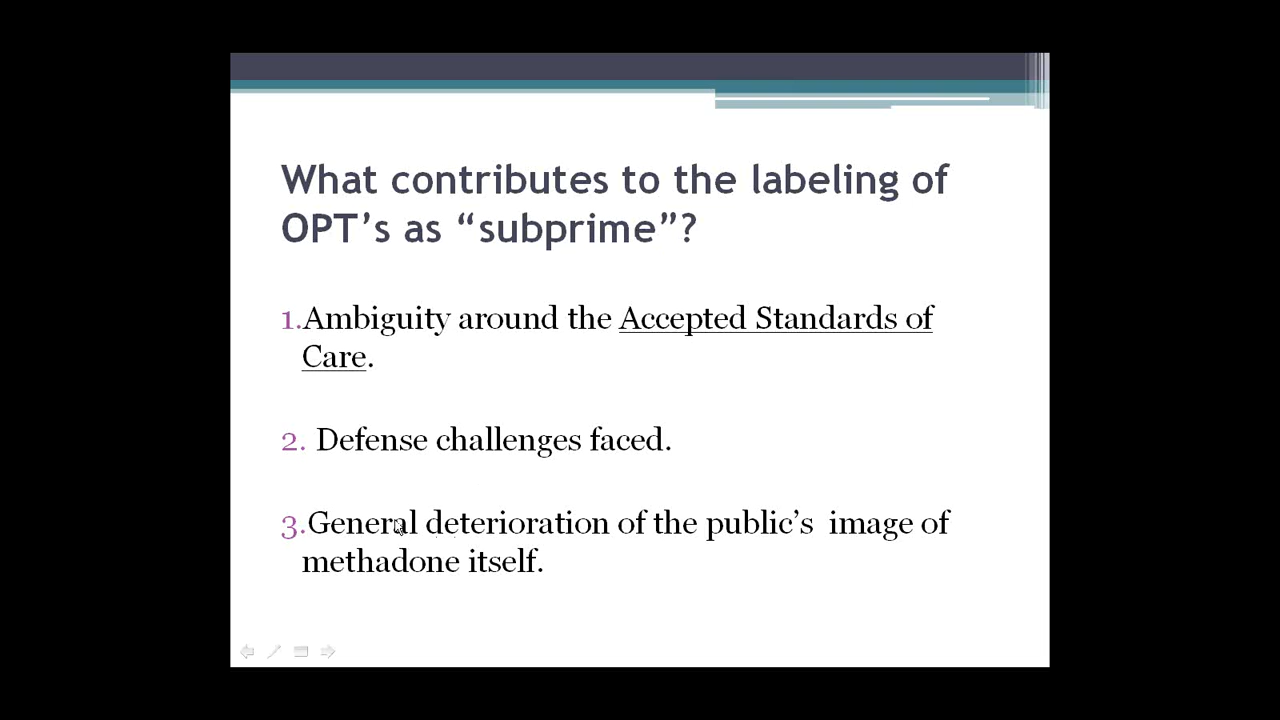 What contributes to the labeling of
OPT’s as “subprime”?
1.Ambiguity around the Accepted Standards of
Care.
2. Defense challenges faced.
3.General deterioration of the public’s  image of
methadone itself.